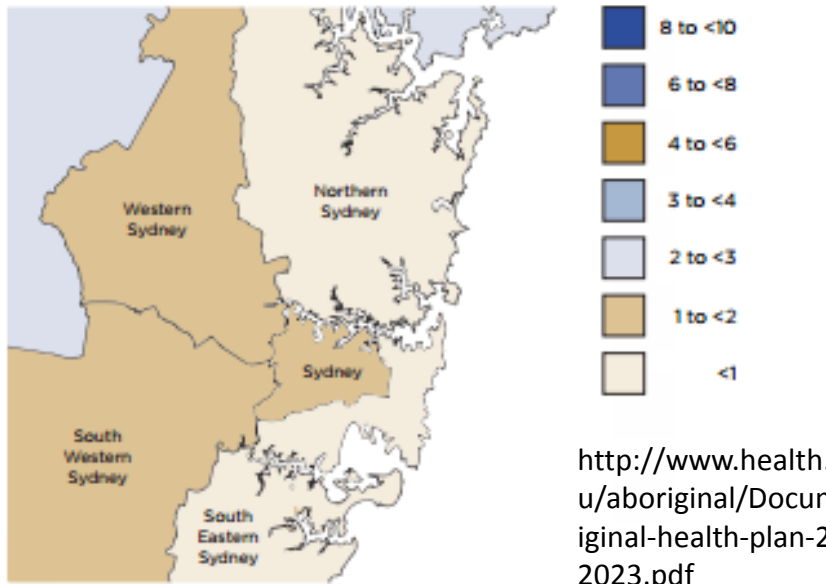 8 to <10
6 to <8
4 to <6
3 to <4
2 to <3
1 to <2
<1
Northern
Sydney
Western
Sydney
Sydney
South
Western
Sydney
South
Eastern
Sydney
http://www.health.
u/aboriginal/Docun
iginal-health-plan-2
2023.pdf